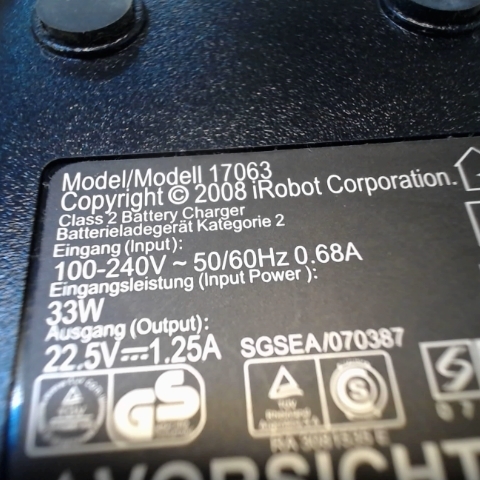 Model/Modell 17063
Copyright © 2008 iRobot Corporation.
Class 2 Battery Charger
Batterieladegerät Kategorie 2
Eingang (Input):
100-240V ~ 50/60Hz 0.68A
Eingangsleistung (Input Power ):
33W
Ausgang (Output):
22.5V⎓1.25A SGSEA/070387
GS
S
VORSICHT